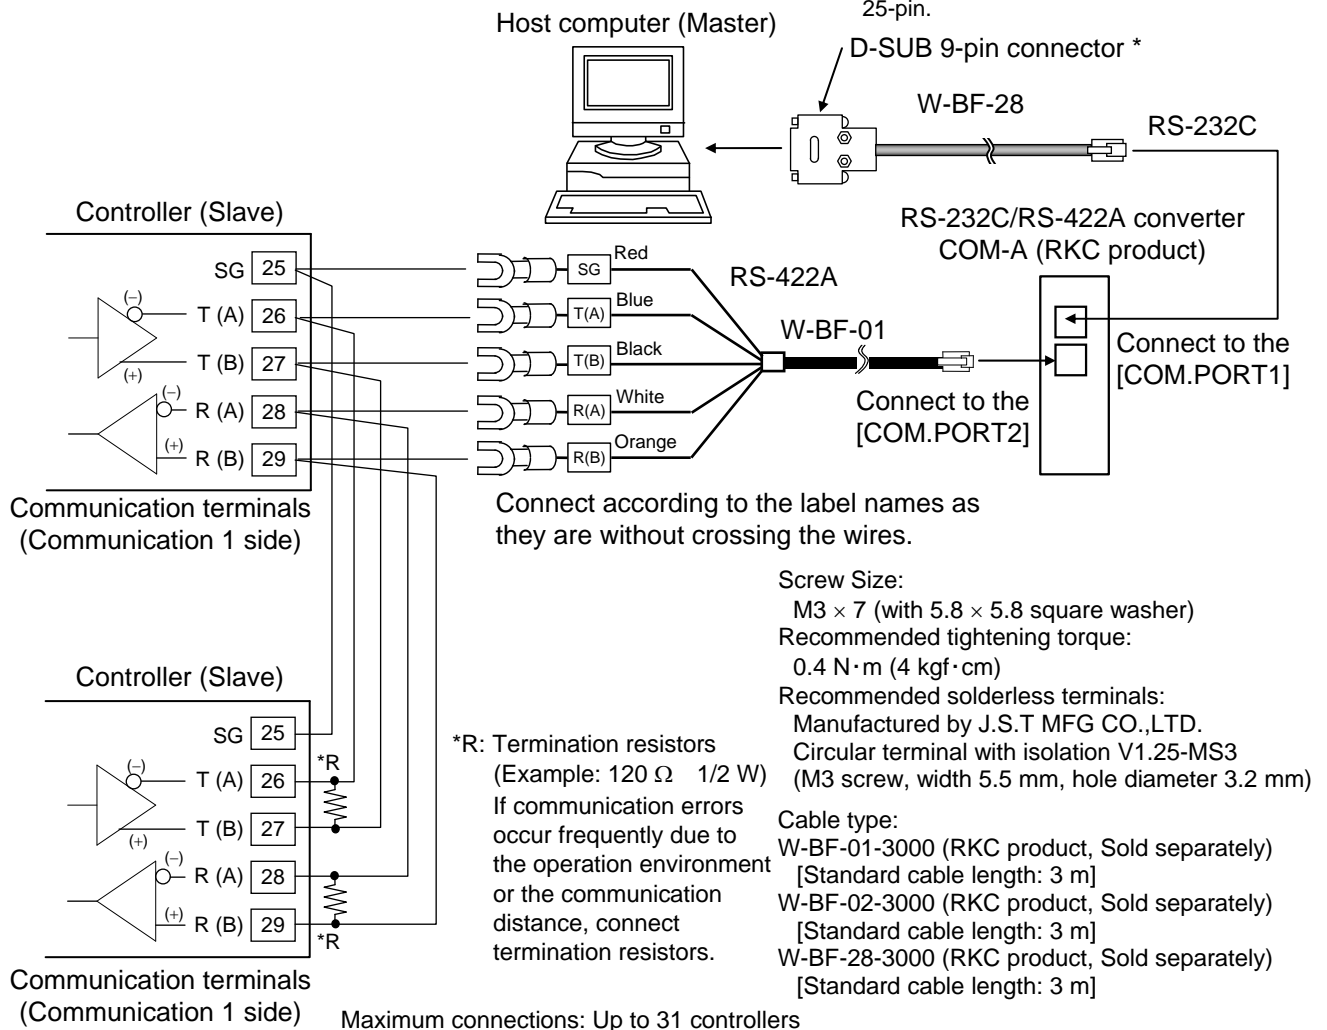 25-pin.
Host computer (Master)
D-SUB 9-pin connector *
W-BF-28
RS-232C
Controller (Slave)
RS-232C/RS-422A converter
COM-A (RKC product)
SG 25
SG
Red
RS-422A
(−)
T (A) 26
T(A)
Blue
W-BF-01
T (B) 27
(+)
T(B)
Black
Connect to the
[COM.PORT1]
(−)
R (A) 28
R(A)
White
Connect to the
[COM.PORT2]
(+)
R (B) 29
R(B)
Orange
Communication terminals
(Communication 1 side)
Connect according to the label names as
they are without crossing the wires.
Screw Size:
M3 × 7 (with 5.8 × 5.8 square washer)
Recommended tightening torque:
0.4 N・m (4 kgf・cm)
Recommended solderless terminals:
Manufactured by J.S.T MFG CO.,LTD.
Circular terminal with isolation V1.25-MS3
(M3 screw, width 5.5 mm, hole diameter 3.2 mm)
Cable type:
W-BF-01-3000 (RKC product, Sold separately)
[Standard cable length: 3 m]
W-BF-02-3000 (RKC product, Sold separately)
[Standard cable length: 3 m]
W-BF-28-3000 (RKC product, Sold separately)
[Standard cable length: 3 m]
Controller (Slave)
SG 25
*R
(−)
T (A) 26
T (B) 27
(+)
(−)
R (A) 28
(+)
R (B) 29
*R
Communication terminals
(Communication 1 side)
*R: Termination resistors
(Example: 120 Ω 1/2 W)
If communication errors
occur frequently due to
the operation environment
or the communication
distance, connect
termination resistors.
Maximum connections: Up to 31 controllers